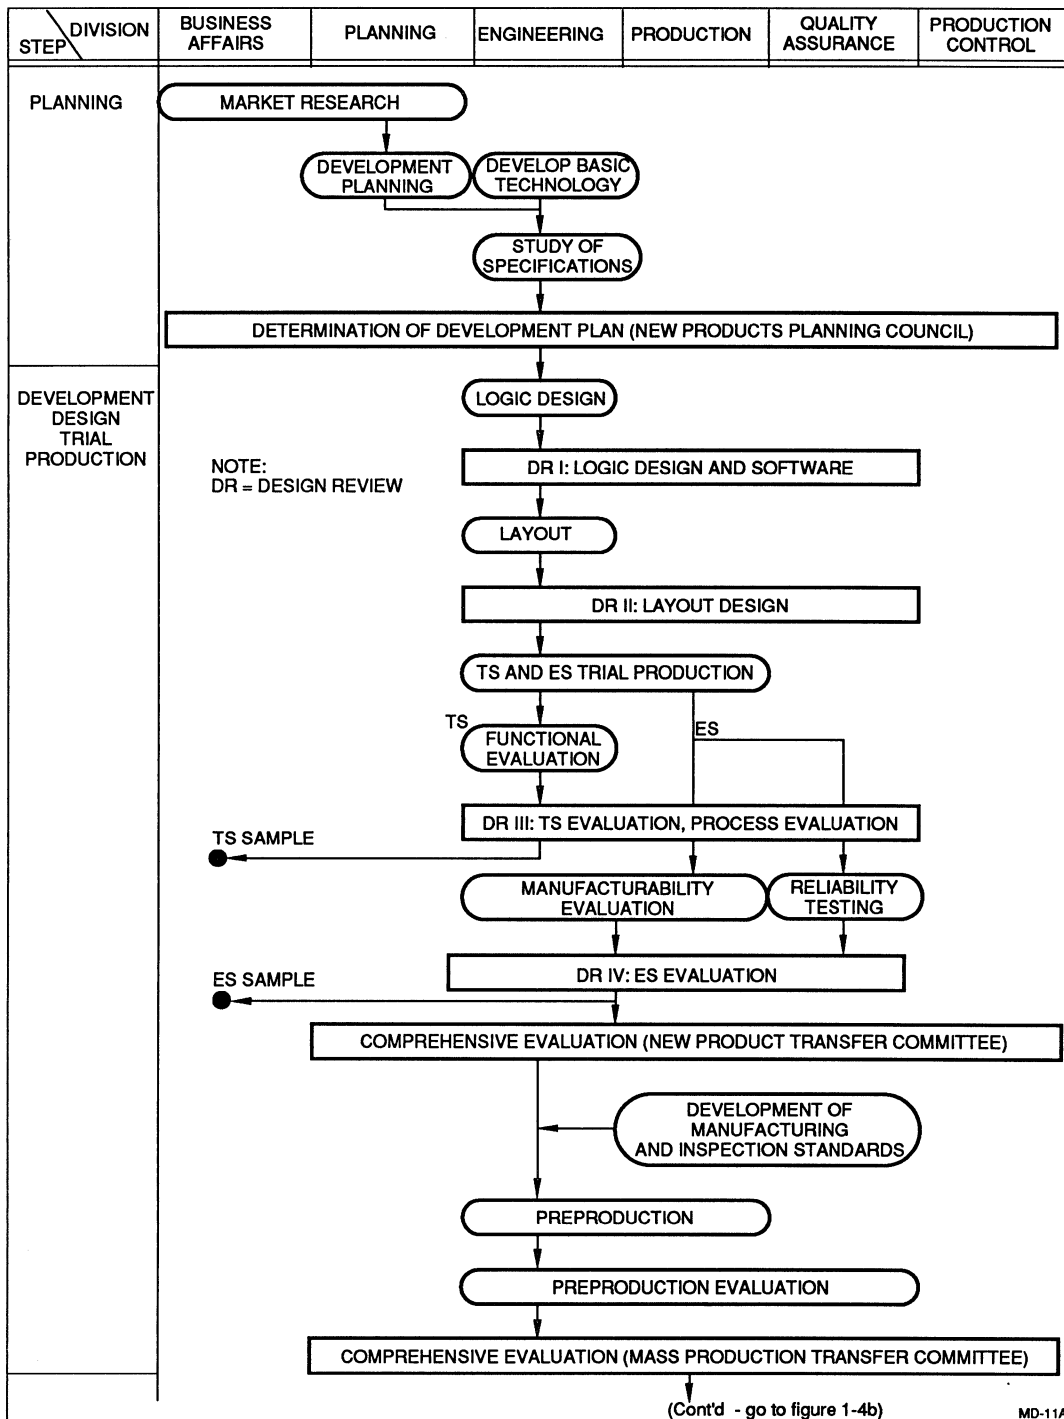 STEP
DIVISION
BUSINESS
AFFAIRS
PLANNING
ENGINEERING
PRODUCTION
QUALITY
ASSURANCE
PRODUCTION
CONTROL
PLANNING
MARKET RESEARCH
DEVELOPMENT
PLANNING
DEVELOP BASIC
TECHNOLOGY
STUDY OF
SPECIFICATIONS
DETERMINATION OF DEVELOPMENT PLAN (NEW PRODUCTS PLANNING COUNCIL)
DEVELOPMENT
DESIGN
TRIAL
PRODUCTION
LOGIC DESIGN
NOTE:
DR = DESIGN REVIEW
DR I: LOGIC DESIGN AND SOFTWARE
LAYOUT
DR II: LAYOUT DESIGN
TS AND ES TRIAL PRODUCTION
TS
ES
FUNCTIONAL
EVALUATION
DR III: TS EVALUATION, PROCESS EVALUATION
TS SAMPLE
MANUFACTURABILITY
EVALUATION
RELIABILITY
TESTING
DR IV: ES EVALUATION
ES SAMPLE
COMPREHENSIVE EVALUATION (NEW PRODUCT TRANSFER COMMITTEE)
DEVELOPMENT OF
MANUFACTURING
AND INSPECTION STANDARDS
PREPRODUCTION
PREPRODUCTION EVALUATION
COMPREHENSIVE EVALUATION (MASS PRODUCTION TRANSFER COMMITTEE)
(Cont'd - go to figure 1-4b)
MD-11A